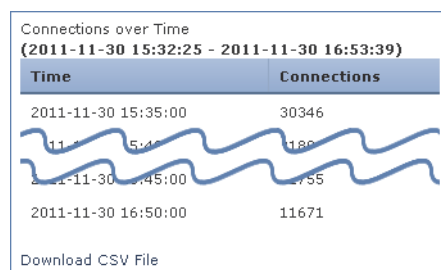 Connections over Time
(2011-11-30 15:32:25 - 2011-11-30 16:53:39)
Time Connections
2011-11-30 15:35:00 30346
2011-11-30 16:50:00 11671
Download CSV File